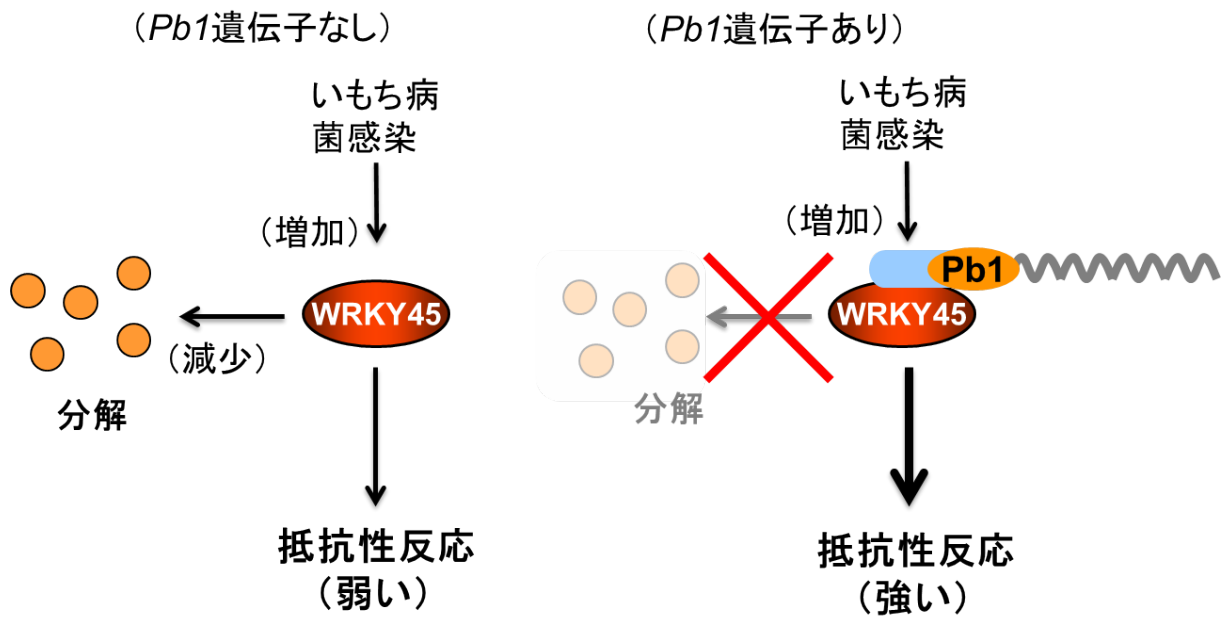 （Pb1遺伝子なし）
いもち病
菌感染
（増加）
WRKY45
（減少）
分解
抵抗性反応
（弱い）
（Pb1遺伝子あり）
いもち病
菌感染
（増加）
Pb1
WRKY45
分解
抵抗性反応
（強い）